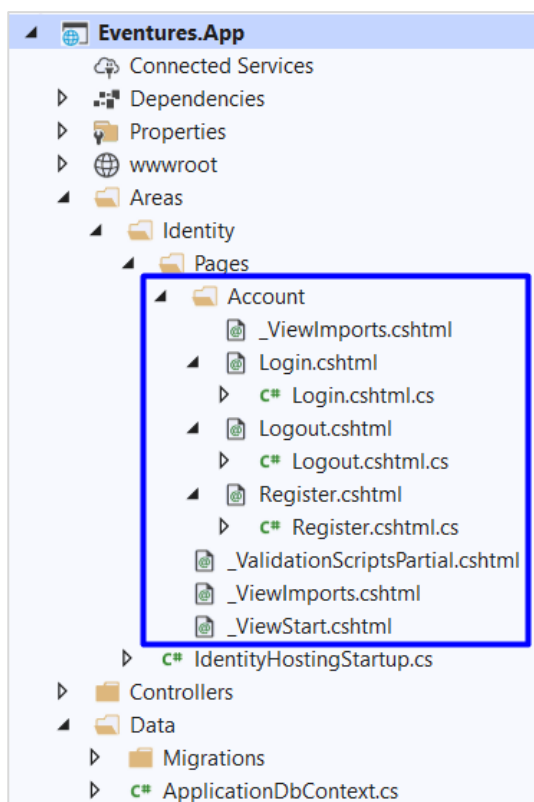 Eventures.App
Connected Services
Dependencies
Properties
wwwroot
Areas
Identity
Pages
Account
_ViewImports.cshtml
Login.cshtml
C# Login.cshtml.cs
Logout.cshtml
C# Logout.cshtml.cs
Register.cshtml
C# Register.cshtml.cs
_ValidationScriptsPartial.cshtml
_ViewImports.cshtml
_ViewStart.cshtml
C# IdentityHostingStartup.cs
Controllers
Data
Migrations
C# ApplicationDbContext.cs